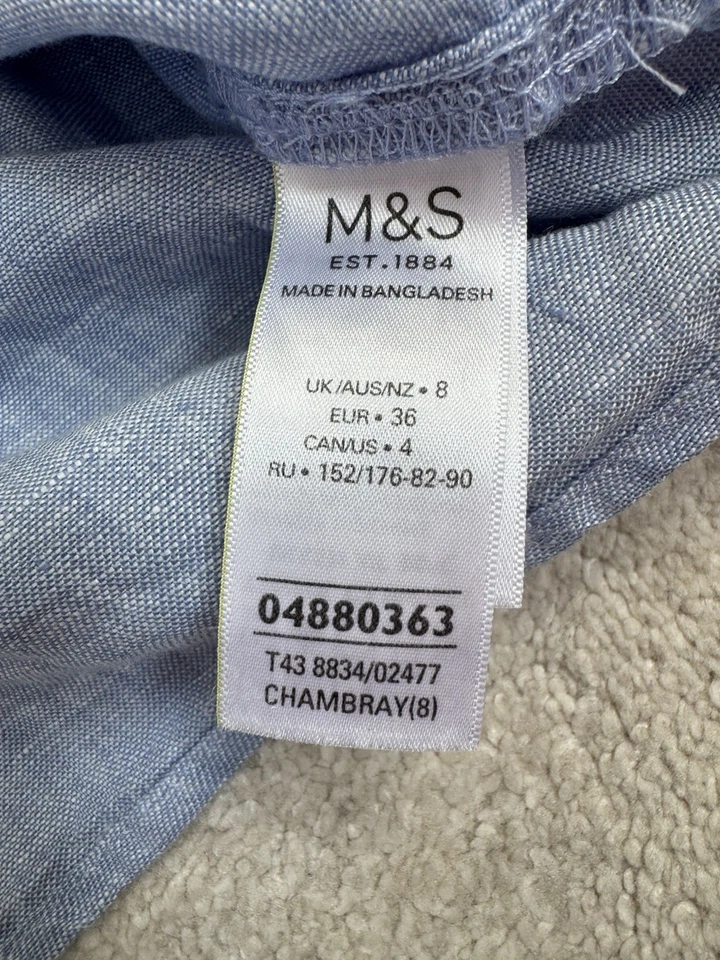 M&S
EST.1884
MADE IN BANGLADESH
UK/AUS/NZ • 8
EUR • 36
CAN/US • 4
RU • 152/176-82-90
04880363
T43 8834/02477
CHAMBRAY(8)